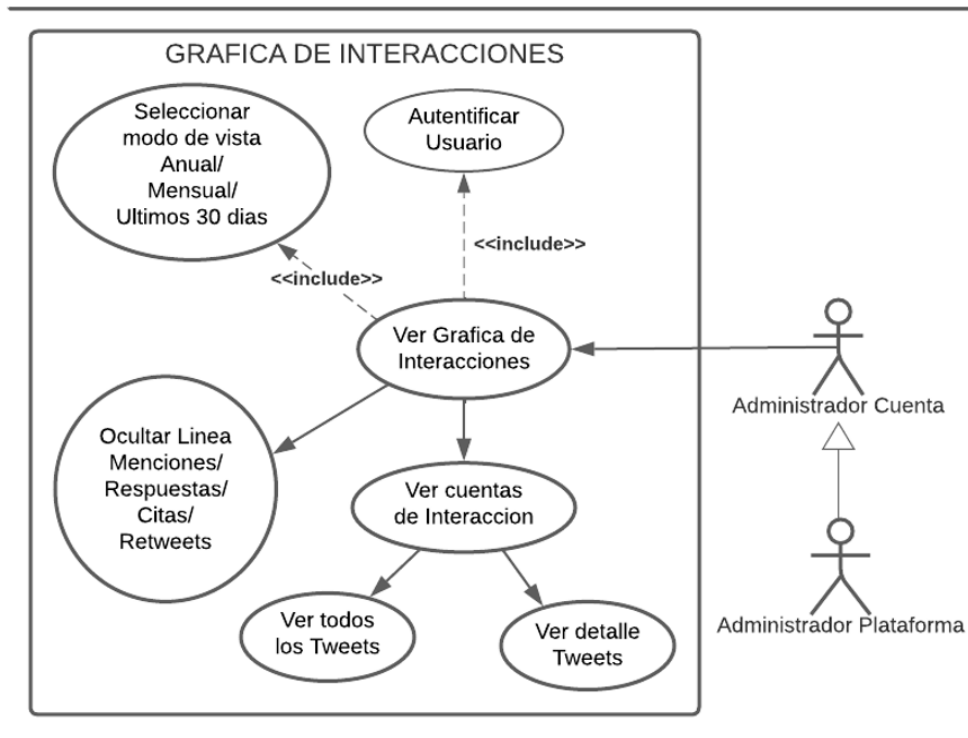 GRAFICA DE INTERACCIONES
Seleccionar
modo de vista
Anual/
Mensual/
Ultimos 30 dias
Autentificar
Usuario
<<include>>
<<include>>
Ver Grafica de
Interacciones
Administrador Cuenta
Ocultar Linea
Menciones/
Respuestas/
Citas/
Retweets
Ver cuentas
de Interaccion
Ver todos
los Tweets
Ver detalle
Tweets
Administrador Plataforma